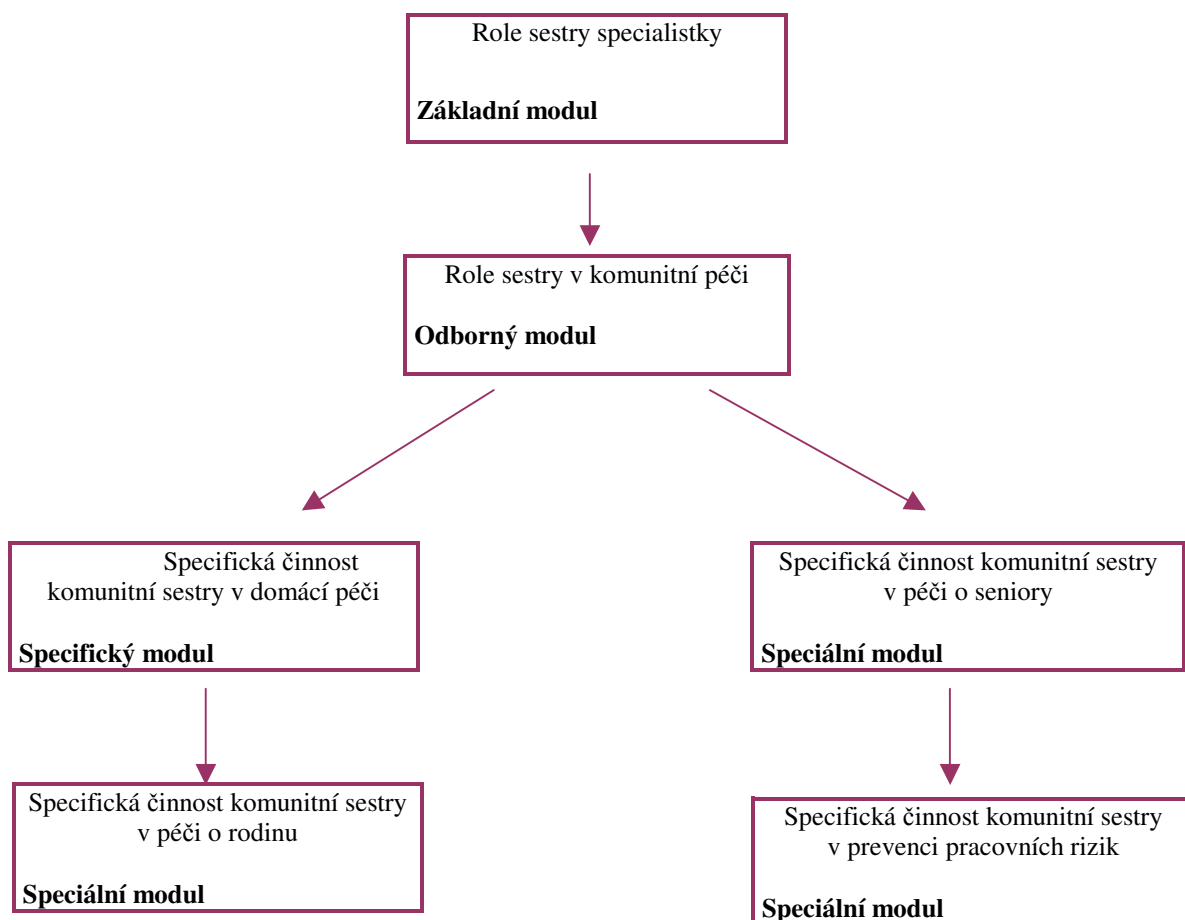 Role sestry specialistky
Základní modul
Role sestry v komunitní péči
Odborný modul
Specifická činnost
komunitní sestry v domácí péči
Specifický modul
Specifická činnost komunitní sestry
v péči o seniory
Speciální modul
Specifická činnost komunitní sestry
v péči o rodinu
Speciální modul
Specifická činnost komunitní sestry
v prevenci pracovních rizik
Speciální modul